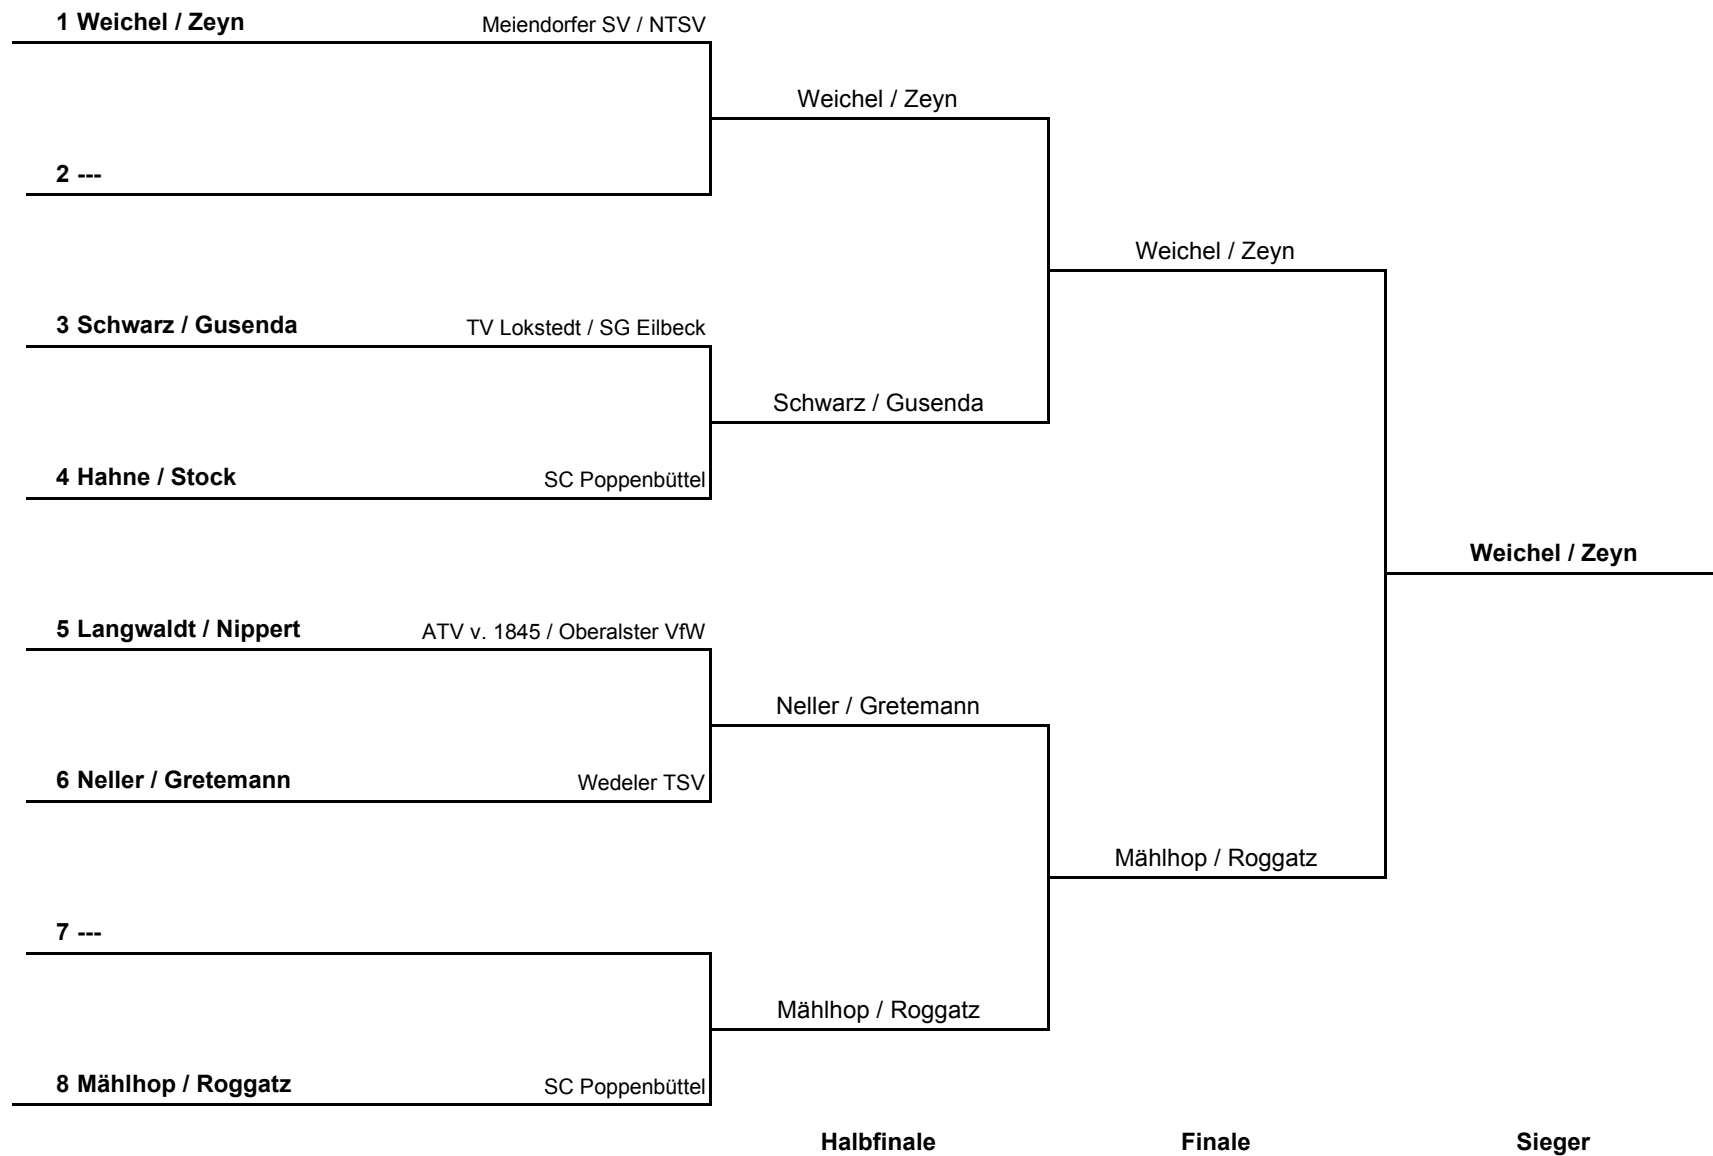 1 Weichel / Zeyn Meiendorfer SV / NTSV
Weichel / Zeyn
2 ---
Weichel / Zeyn
3 Schwarz / Gusenda TV Lokstedt / SG Eilbeck
Schwarz / Gusenda
4 Hahne / Stock SC Poppenbüttel
Weichel / Zeyn
5 Langwaldt / Nippert ATV v. 1845 / Oberalster VfW
Neller / Gretemann
6 Neller / Gretemann Wedeler TSV
Mählhop / Roggatz
7 ---
Mählhop / Roggatz
8 Mählhop / Roggatz SC Poppenbüttel
Halbfinale Finale Sieger